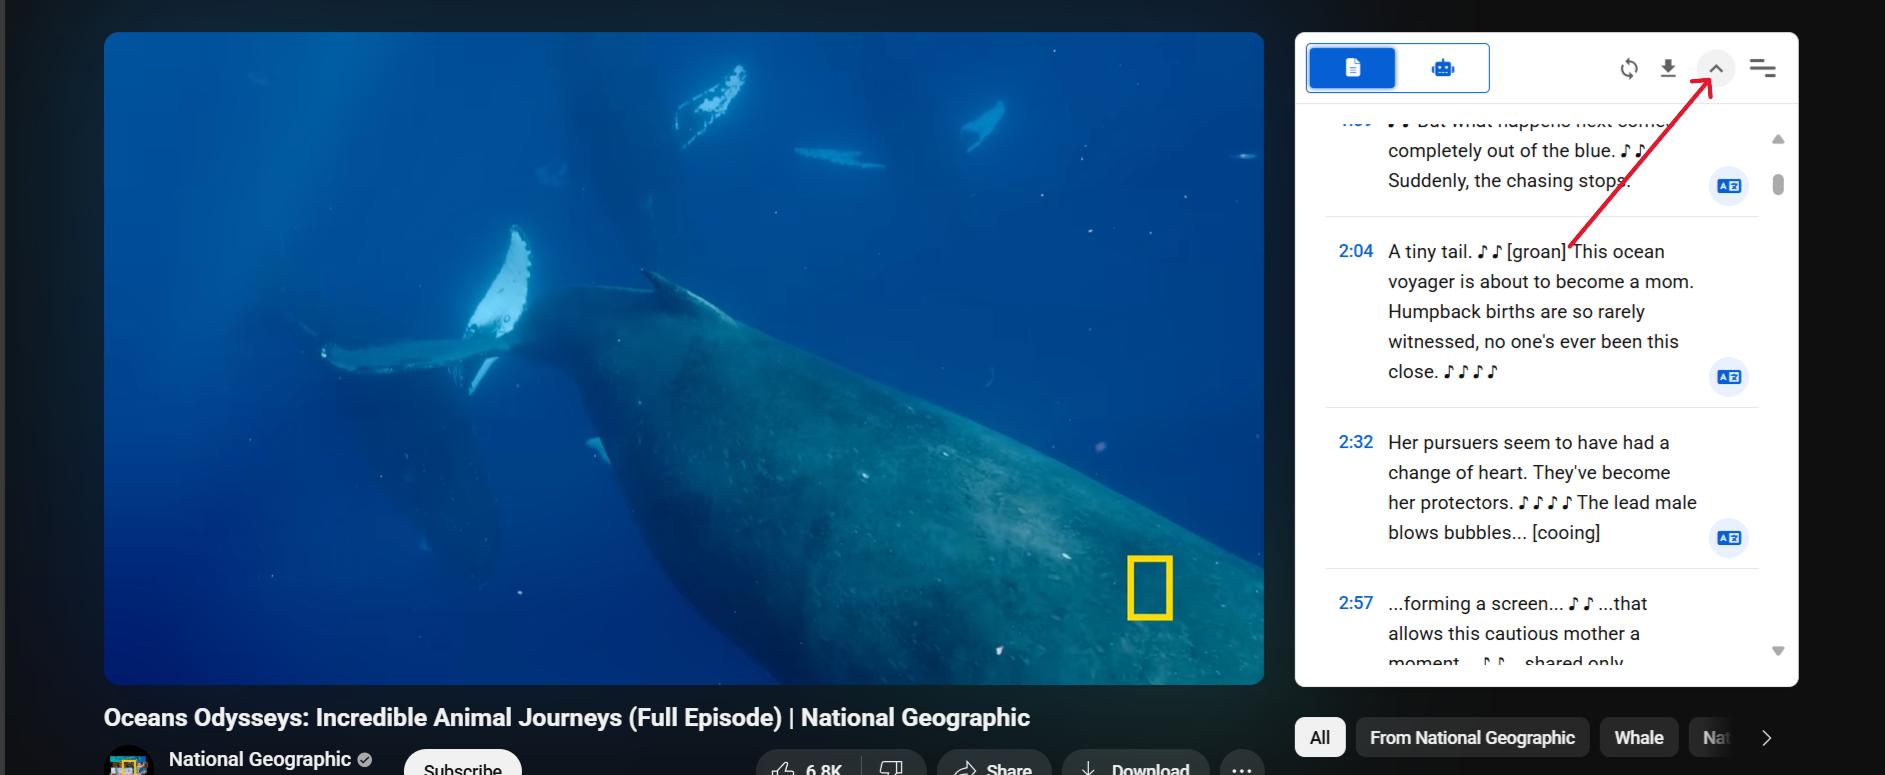 completely out of the blue. ♪ ♪
Suddenly, the chasing stops.
2:04 A tiny tail. ♪ ♪ [groan] This ocean
voyager is about to become a mom.
Humpback births are so rarely
witnessed, no one's ever been this
close. ♪ ♪ ♪ ♪
2:32 Her pursuers seem to have had a
change of heart. They've become
her protectors. ♪ ♪ ♪ ♪ The lead male
blows bubbles... [cooing]
2:57 ...forming a screen... ♪ ♪ ...that
allows this cautious mother a
moment... ♪ ♪ ...shared only
Oceans Odysseys: Incredible Animal Journeys (Full Episode) | National Geographic
National Geographic
Subscribe
6.8K
Share
Download
All
From National Geographic
Whale
Nat